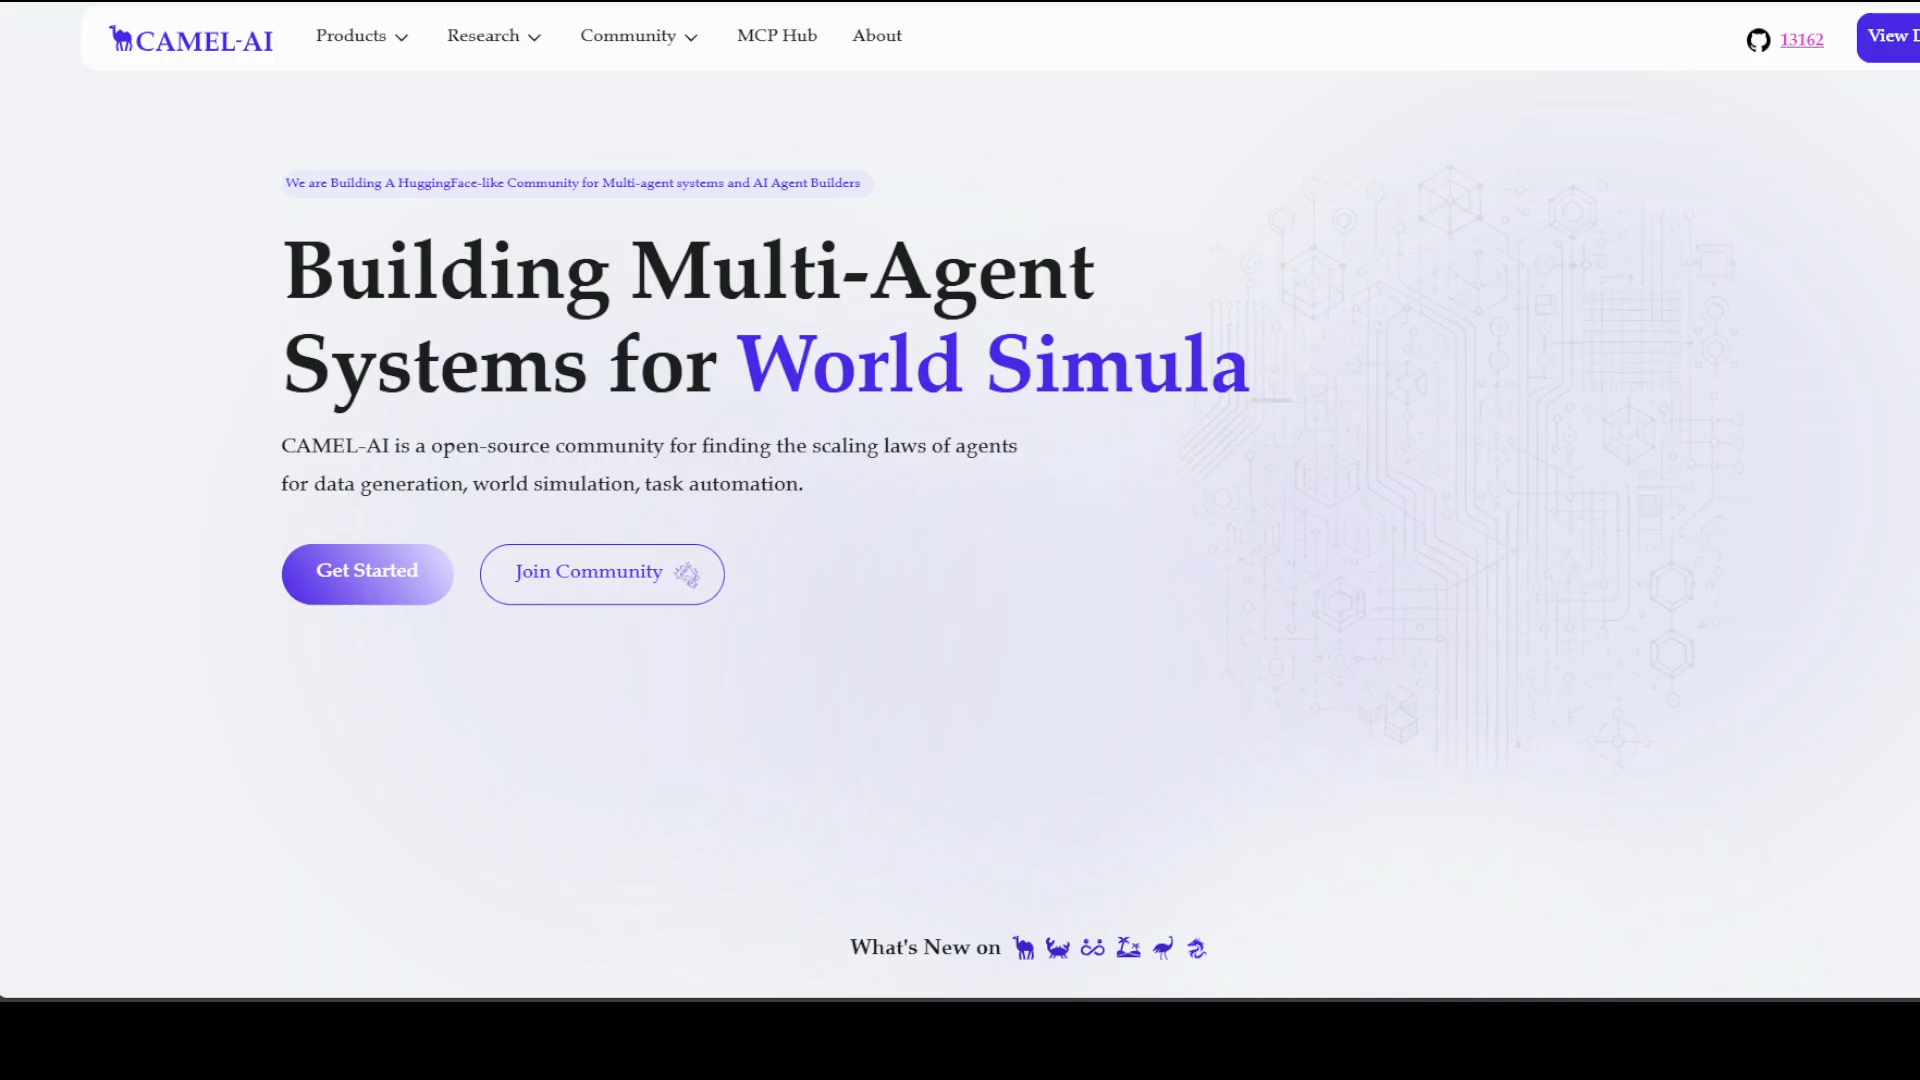 CAMEL-AI
Products
Research
Community
MCP Hub
About
13162
View
We are Building A HuggingFace-like Community for Multi-agent systems and AI Agent Builders
Building Multi-Agent
Systems for World Simula
CAMEL-AI is a open-source community for finding the scaling laws of agents
for data generation, world simulation, task automation.
Get Started
Join Community
What's New on